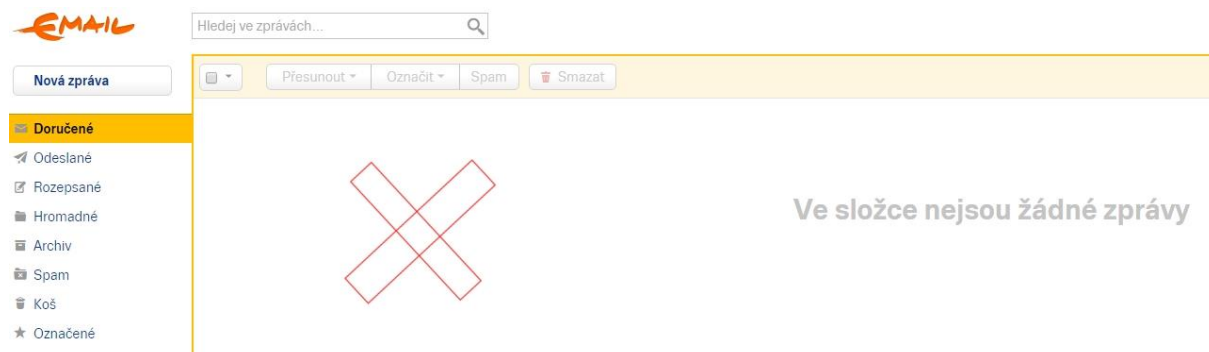 EMAIL
Hledej ve zprávách...
Nová zpráva
Přesunout
Označit
Spam
Smazat
Doručené
Odeslané
Rozepsané
Hromadné
Archiv
Spam
Koš
Označené
Ve složce nejsou žádné zprávy